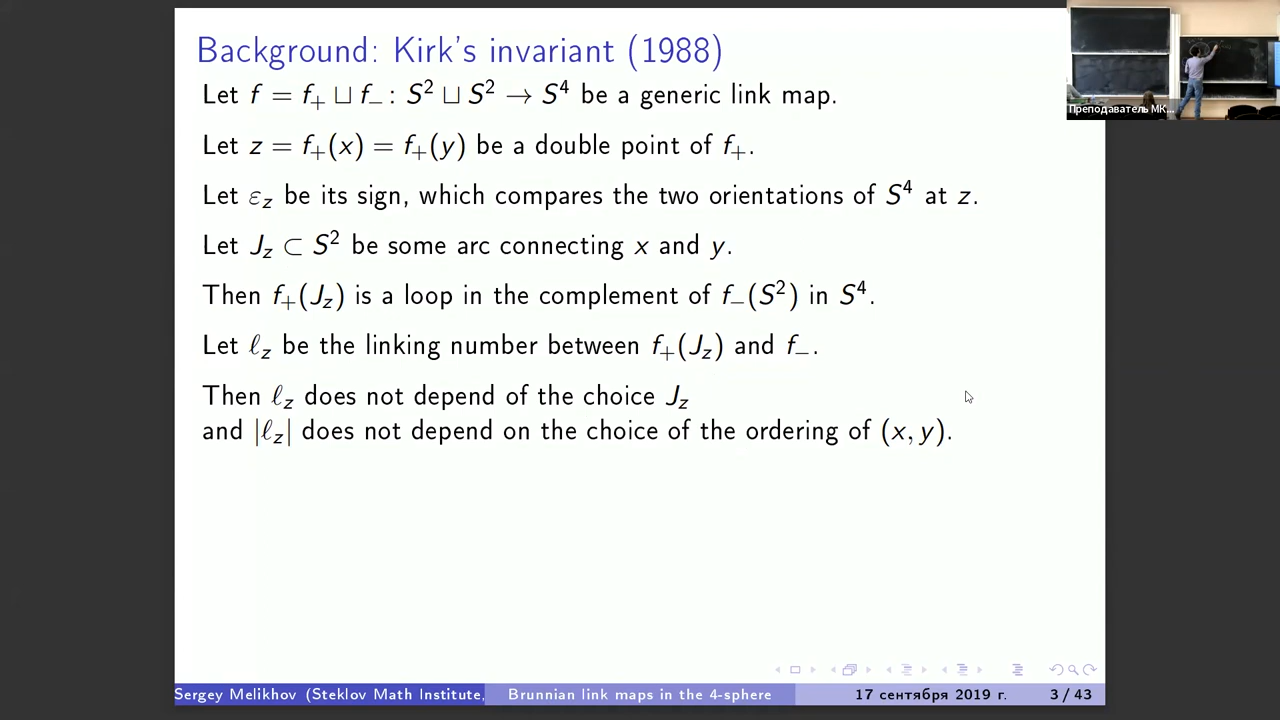 Background: Kirk's invariant (1988)
Let f = f₊ ⊔ f₋ : S² ⊔ S² → S⁴ be a generic link map.
Let z = f₊(x) = f₊(y) be a double point of f₊.
Let ε_z be its sign, which compares the two orientations of S⁴ at z.
Let J_z ⊂ S² be some arc connecting x and y.
Then f₊(J_z) is a loop in the complement of f₋(S²) in S⁴.
Let ℓ_z be the linking number between f₊(J_z) and f₋.
Then ℓ_z does not depend of the choice J_z
and |ℓ_z| does not depend on the choice of the ordering of (x, y).
Преподаватель МК...
Sergey Melikhov (Steklov Math Institute, Brunnian link maps in the 4-sphere 17 сентября 2019 г. 3 / 43